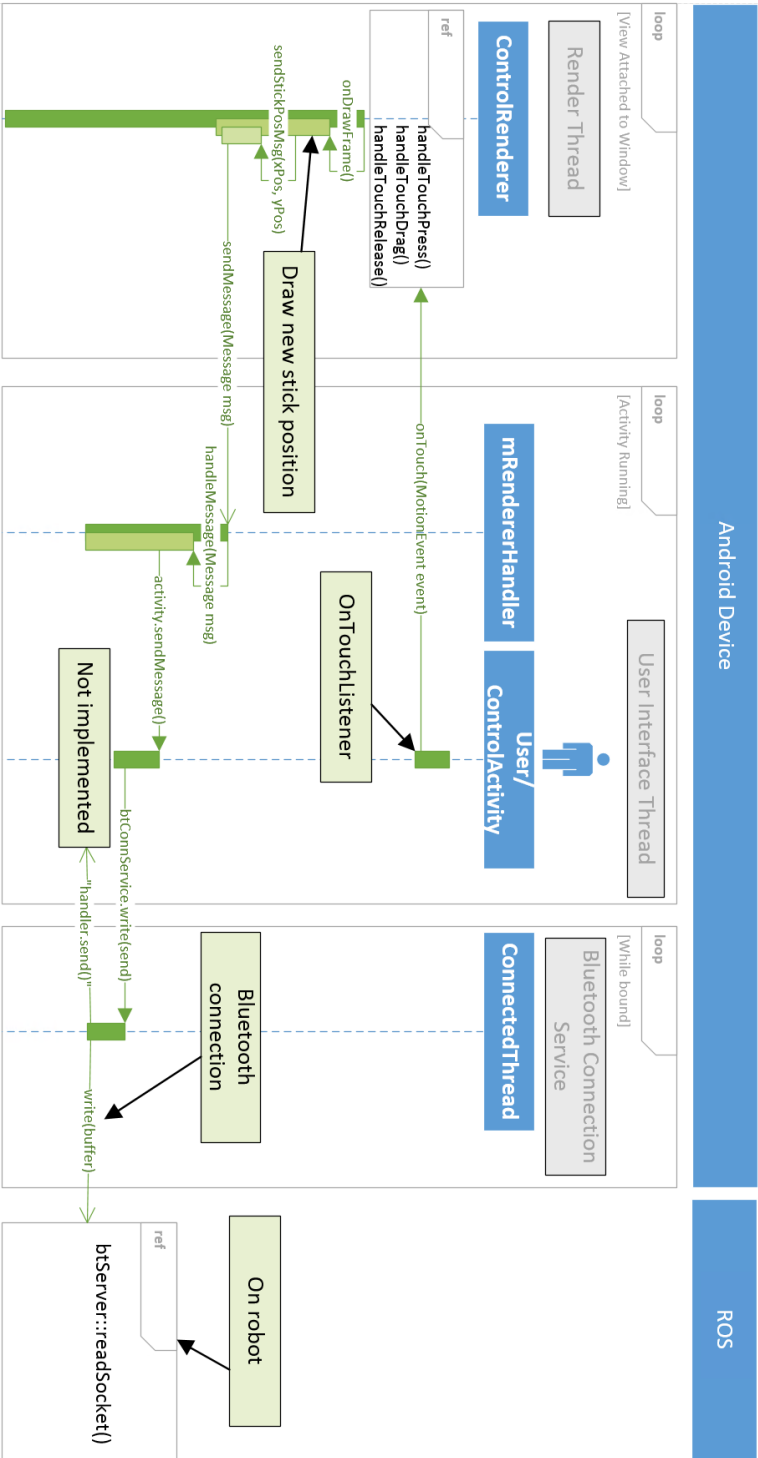 Android Device
ROS
loop
[View Attached to Window]
Render Thread
ControlRenderer
ref
handleTouchPress()
handleTouchDrag()
handleTouchRelease()
onDrawFrame()
sendStickPosMsg(xPos, yPos)
Draw new stick position
sendMessage(Message msg)
loop
[Activity Running]
User Interface Thread
mRendererHandler
User/
ControlActivity
onTouch(MotionEvent event)
OnTouchListener
handleMessage(Message msg)
activity.sendMessage()
Not implemented
btConnService.write(send)
"handler.send()"
loop
[While bound]
Bluetooth Connection
Service
ConnectedThread
Bluetooth
connection
write(buffer)
On robot
ref
btServer::readSocket()